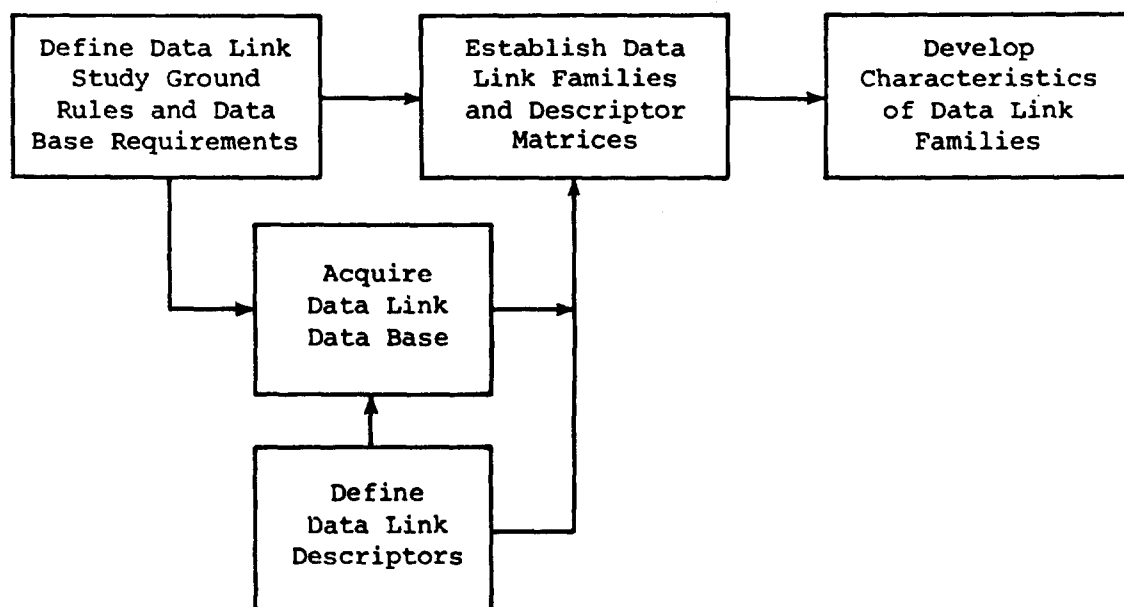 Define Data Link
Study Ground
Rules and Data
Base Requirements
Establish Data
Link Families
and Descriptor
Matrices
Develop
Characteristics
of Data Link
Families
Acquire
Data Link
Data Base
Define
Data Link
Descriptors